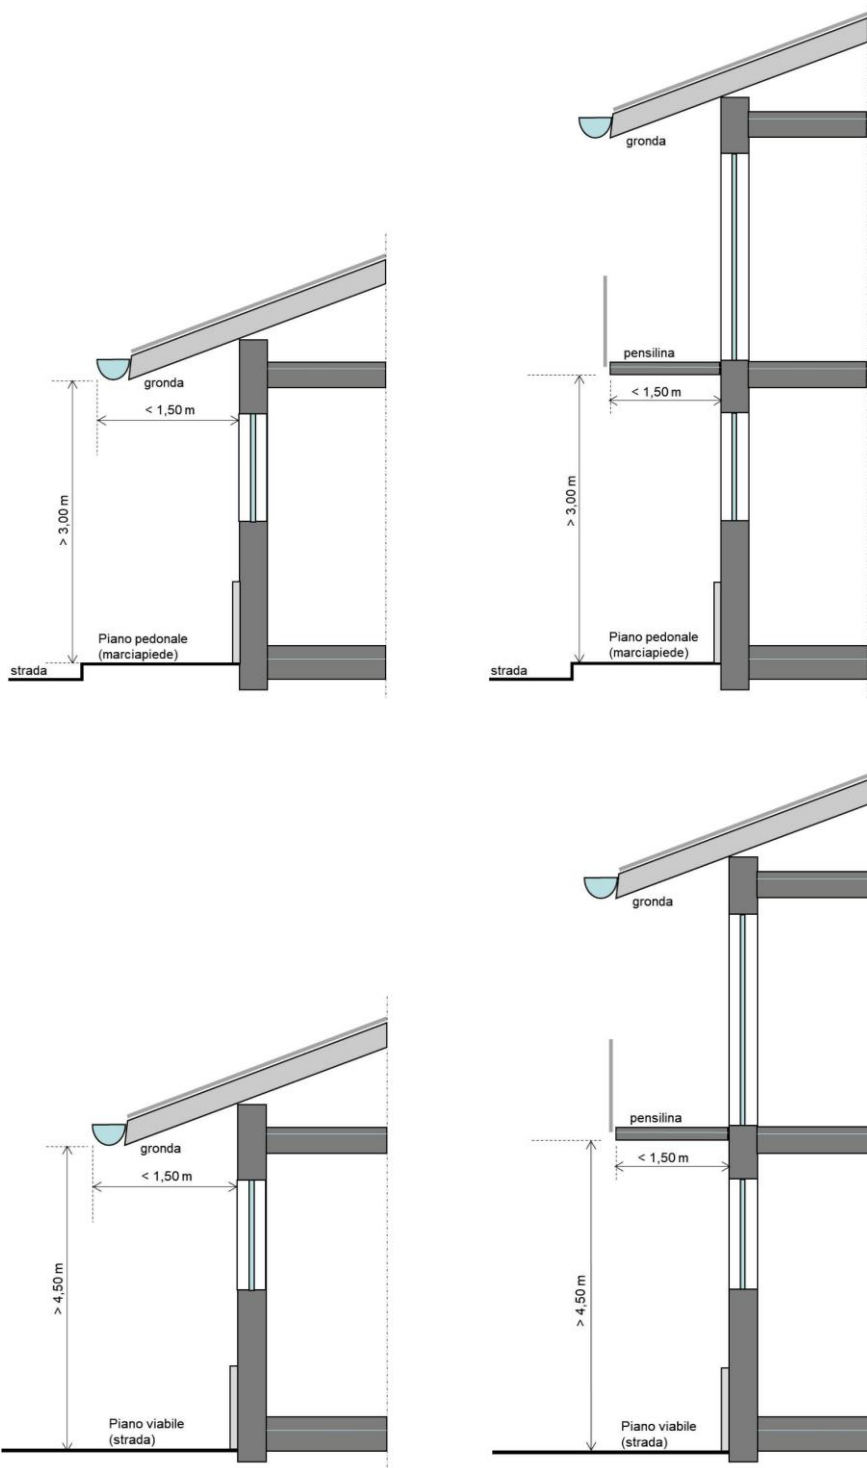 gronda
< 1,50 m
> 3,00 m
Piano pedonale
(marciapiede)
strada
gronda
pensilina
< 1,50 m
> 3,00 m
Piano pedonale
(marciapiede)
strada
gronda
< 1,50 m
> 4,50 m
Piano viabile
(strada)
gronda
pensilina
< 1,50 m
> 4,50 m
Piano viabile
(strada)